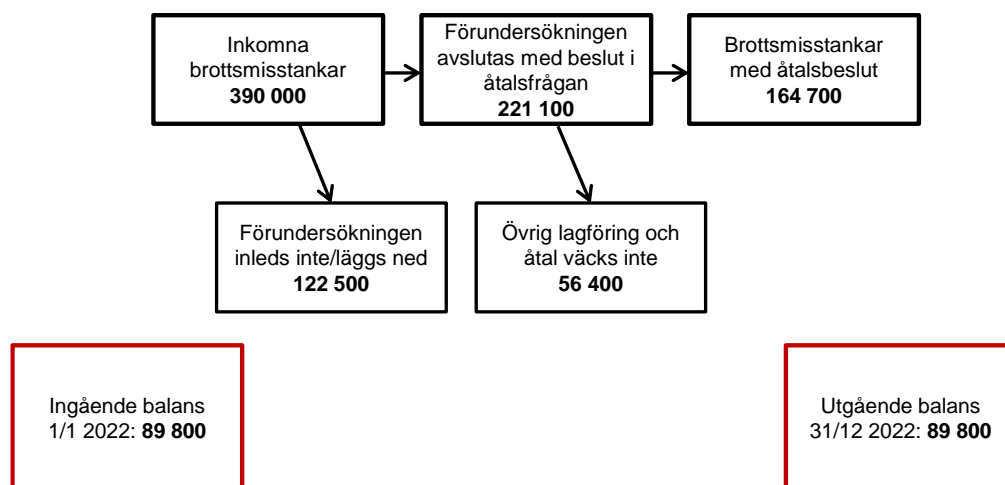 Inkomna
brottsmisstankar
390 000
Förundersökningen
avslutas med beslut i
åtalsfrågan
221 100
Brottsmisstankar
med åtalsbeslut
164 700
Förundersökningen
inleds inte/läggs ned
122 500
Övrig lagföring och
åtal väcks inte
56 400
Ingående balans
1/1 2022: 89 800
Utgående balans
31/12 2022: 89 800